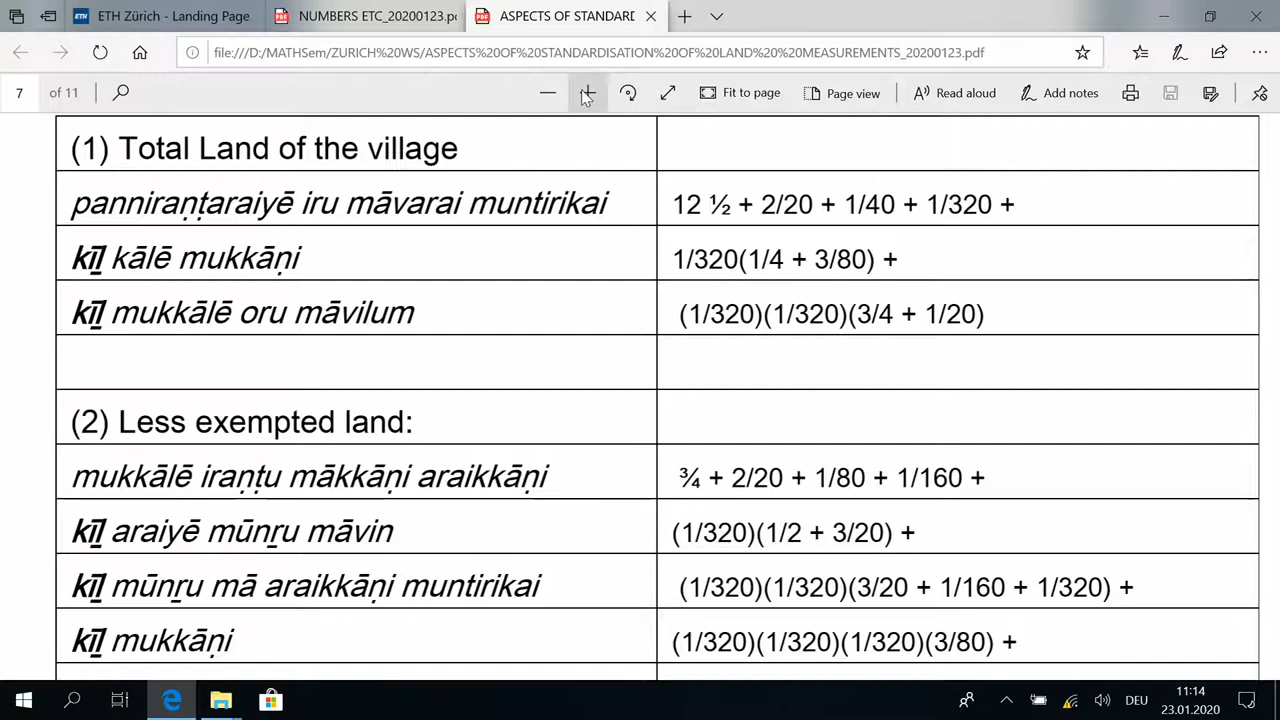 ETH Zürich - Landing Page
NUMBERS ETC_20200123.p
ASPECTS OF STANDARD
file:///D:/MATHSem/ZURICH%20WS/ASPECTS%20OF%20STANDARDISATION%20OF%20LAND%20%20MEASUREMENTS_20200123.pdf
7 of 11
Fit to page
Page view
Read aloud
Add notes
(1) Total Land of the village
panniraṇṭaraiyē iru māvarai muntirikai 12 ½ + 2/20 + 1/40 + 1/320 +
kīḻ kālē mukkāṇi 1/320(1/4 + 3/80) +
kīḻ mukkālē oru māvilum (1/320)(1/320)(3/4 + 1/20)
(2) Less exempted land:
mukkālē iraṇṭu mākkāṇi araikkāṇi ¾ + 2/20 + 1/80 + 1/160 +
kīḻ araiyē mūnṟu māvin (1/320)(1/2 + 3/20) +
kīḻ mūnṟu mā araikkāṇi muntirikai (1/320)(1/320)(3/20 + 1/160 + 1/320) +
kīḻ mukkāṇi (1/320)(1/320)(1/320)(3/80) +
DEU
11:14
23.01.2020